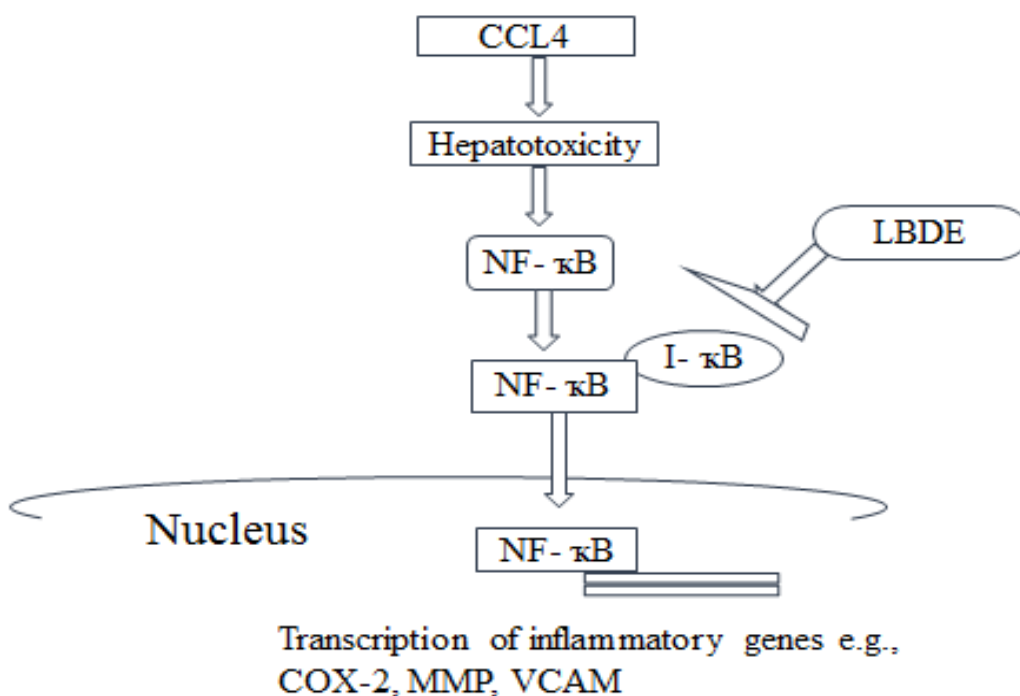 CCL4
Hepatotoxicity
LBDE
NF- κB
I- κB
NF- κB
Nucleus
NF- κB
Transcription of inflammatory genes e.g.,
COX-2, MMP, VCAM